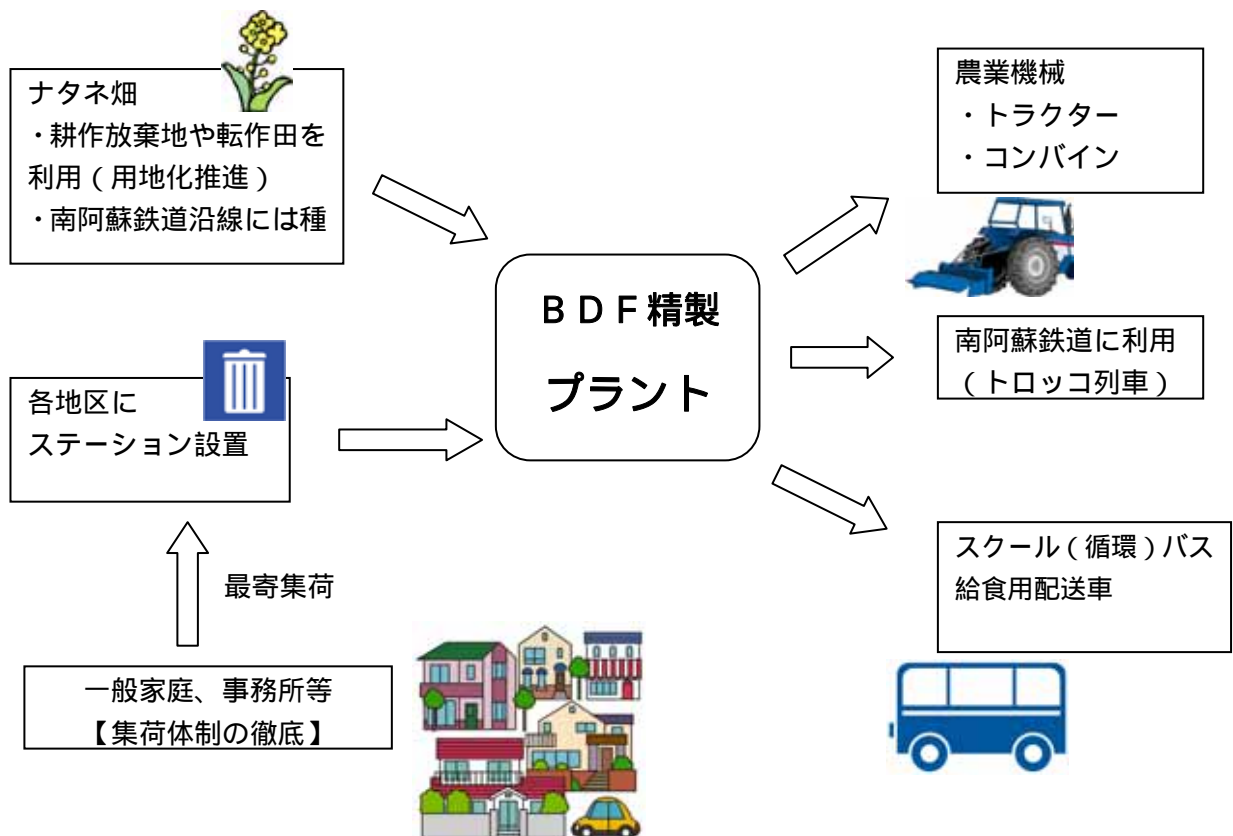 ナタネ畑
・耕作放棄地や転作田を
利用(用地化推進)
・南阿蘇鉄道沿線には種
各地区に
ステーション設置
最寄集荷
一般家庭、事務所等
【集荷体制の徹底】
BDF精製
プラント
農業機械
・トラクター
・コンバイン
南阿蘇鉄道に利用
(トロッコ列車)
スクール(循環)バス
給食用配送車